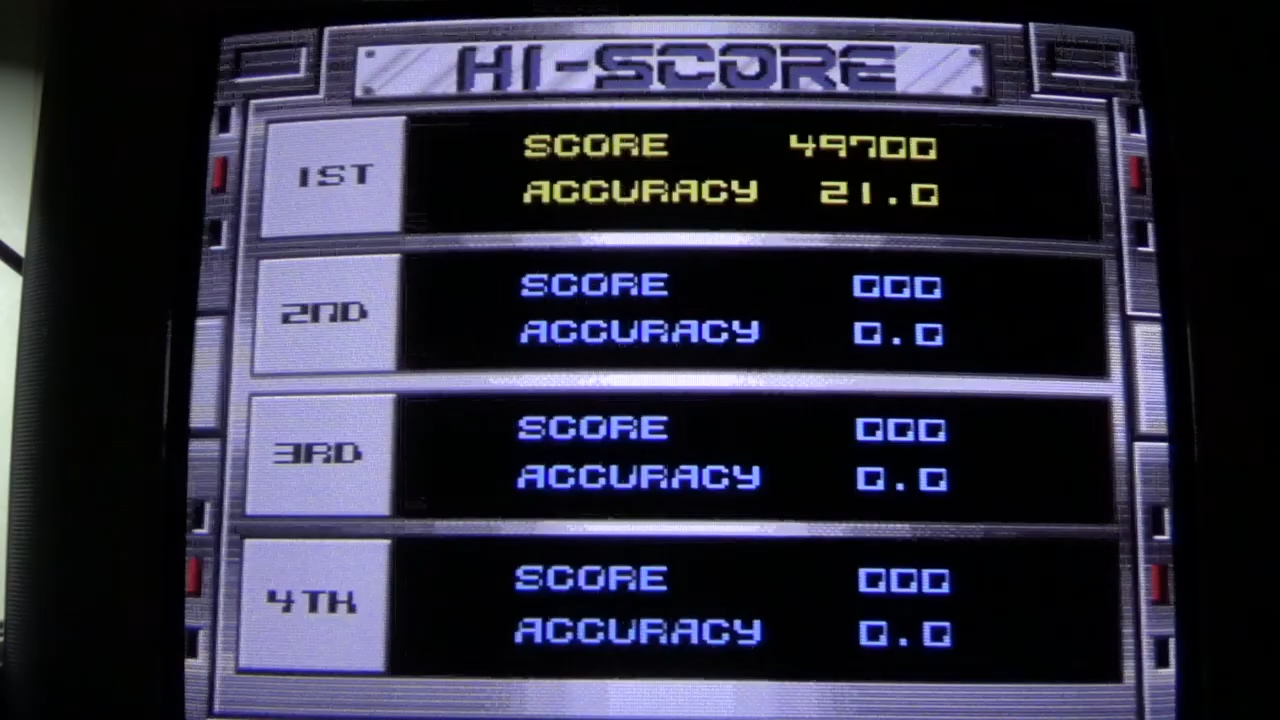 HI-SCORE
1ST
SCORE 49700
ACCURACY 21.0
2ND
SCORE 000
ACCURACY 0.0
3RD
SCORE 000
ACCURACY 0.0
4TH
SCORE 000
ACCURACY 0.0